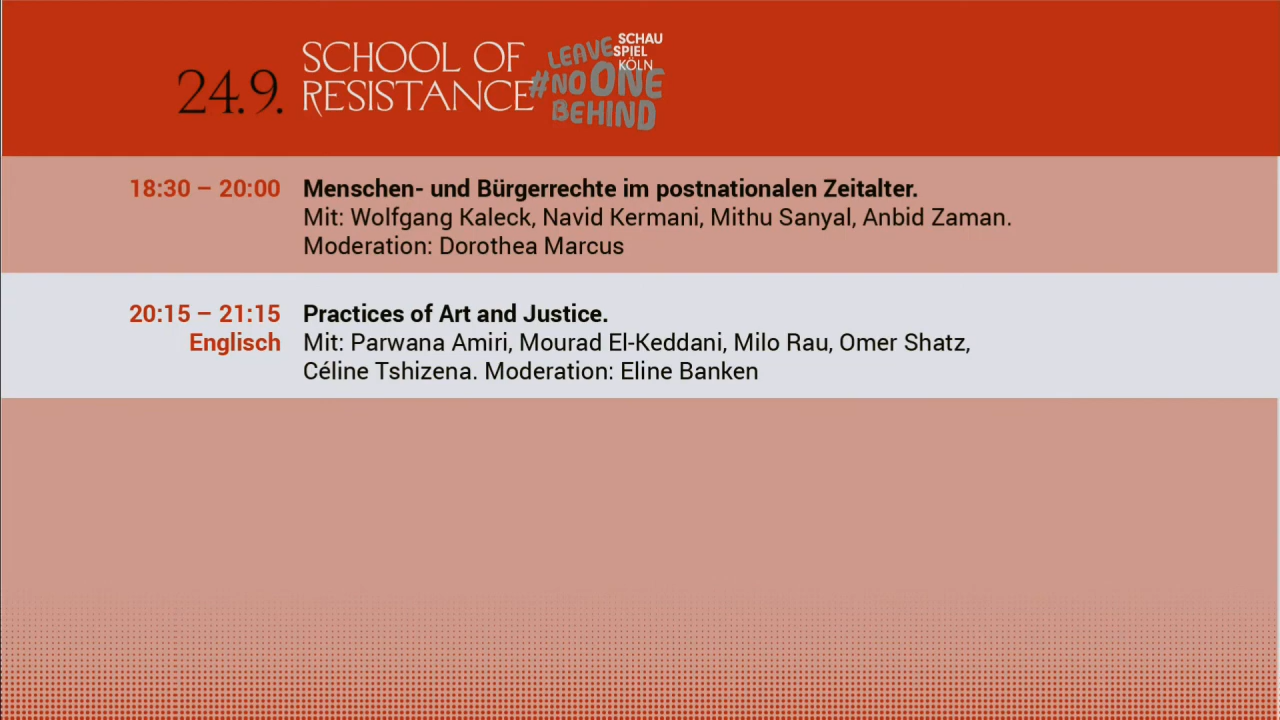 24.9.
SCHOOL OF
RESISTANCE
LEAVE
#NO ONE
BEHIND
SCHAU
SPIEL
KÖLN
18:30 – 20:00 Menschen- und Bürgerrechte im postnationalen Zeitalter.
Mit: Wolfgang Kaleck, Navid Kermani, Mithu Sanyal, Anbid Zaman.
Moderation: Dorothea Marcus
20:15 – 21:15 Practices of Art and Justice.
Englisch Mit: Parwana Amiri, Mourad El-Keddani, Milo Rau, Omer Shatz,
Céline Tshizena. Moderation: Eline Banken